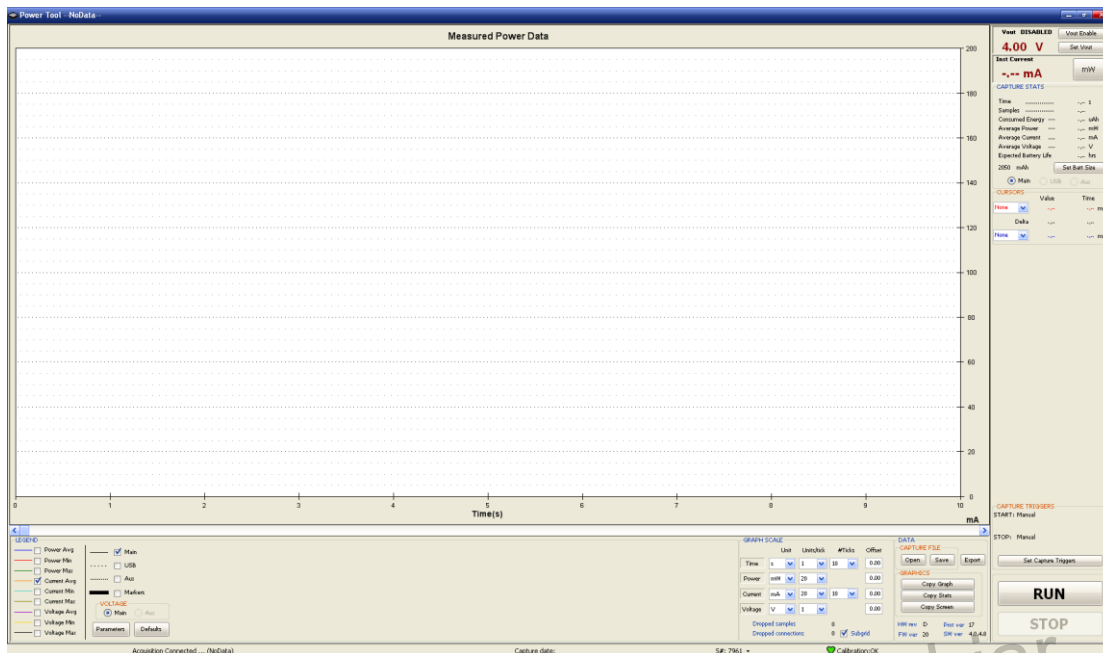 Power Tool --NoData--
Measured Power Data
200
180
160
140
120
100
80
60
40
20
0
0 1 2 3 4 5 6 7 8 9 10
Time(s)
mA
Vout DISABLED Vout Enable
4.00 V Set Vout
Inst Current
-.-- mA mW
CAPTURE STATS
Time ............. -.-- s
Samples ............. -.--
Consumed Energy --- -.-- uAh
Average Power --- -.-- mW
Average Current --- -.-- mA
Average Voltage --- -.-- V
Expected Battery Life -.-- hrs
2050 mAh Set Batt Size
Main USB Aux
CURSORS
Value Time
None -.-- -.-- m
Delta -.-- -.--
None -.-- -.-- m
CAPTURE TRIGGERS
START: Manual
STOP: Manual
Set Capture Triggers
RUN
STOP
LEGEND
Power Avg
Power Min
Power Max
Current Avg
Current Min
Current Max
Voltage Avg
Voltage Min
Voltage Max
Main
USB
Aux
Markers
VOLTAGE
Main Aux
Parameters Defaults
GRAPH SCALE
Unit Units/tick #Ticks Offset
Time s 1 10 0.00
Power mW 20 0.00
Current mA 20 10 0.00
Voltage V 1 0.00
Dropped samples 0
Dropped connections: 0 Subgrid
DATA
CAPTURE FILE
Open Save Export
GRAPHICS
Copy Graph
Copy Stats
Copy Screen
HW rev D Prot ver 17
FW ver 20 SW ver 4.0.4.8
Acquisition Connected ... (NoData) Capture date: S#: 7961 Calibration:OK